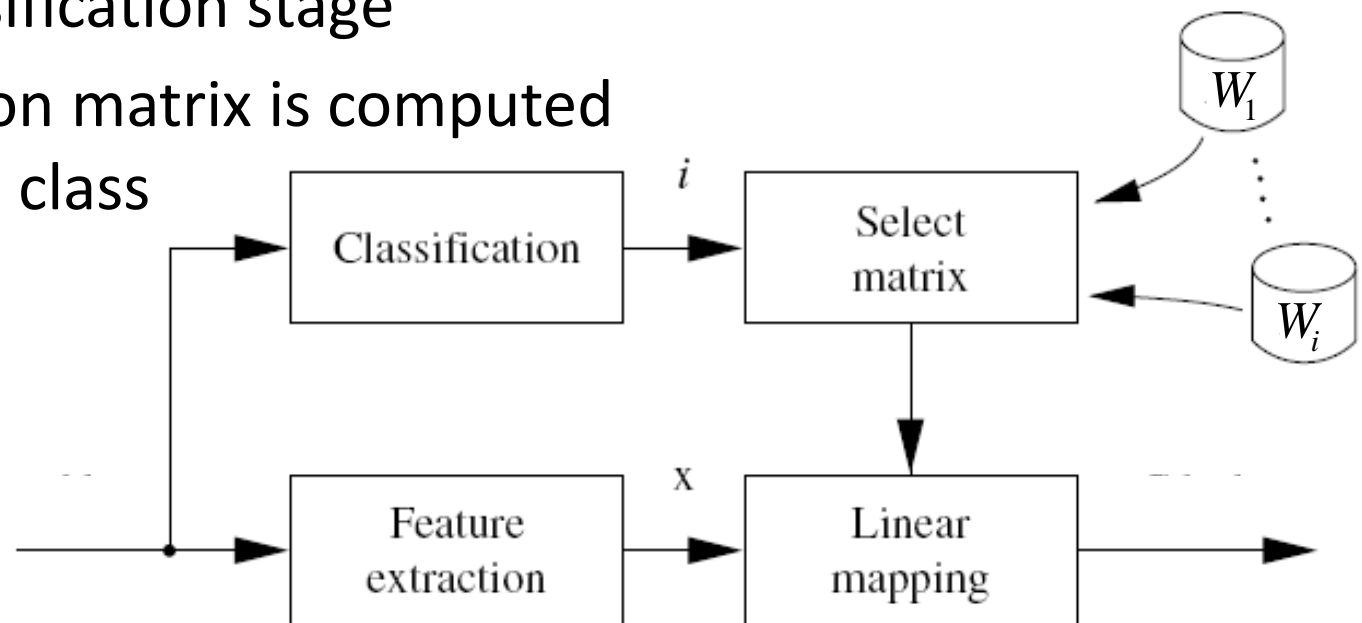 sification stage
on matrix is computed
class
W1
i
Classification
Select
matrix
Wi
x
Feature
extraction
Linear
mapping